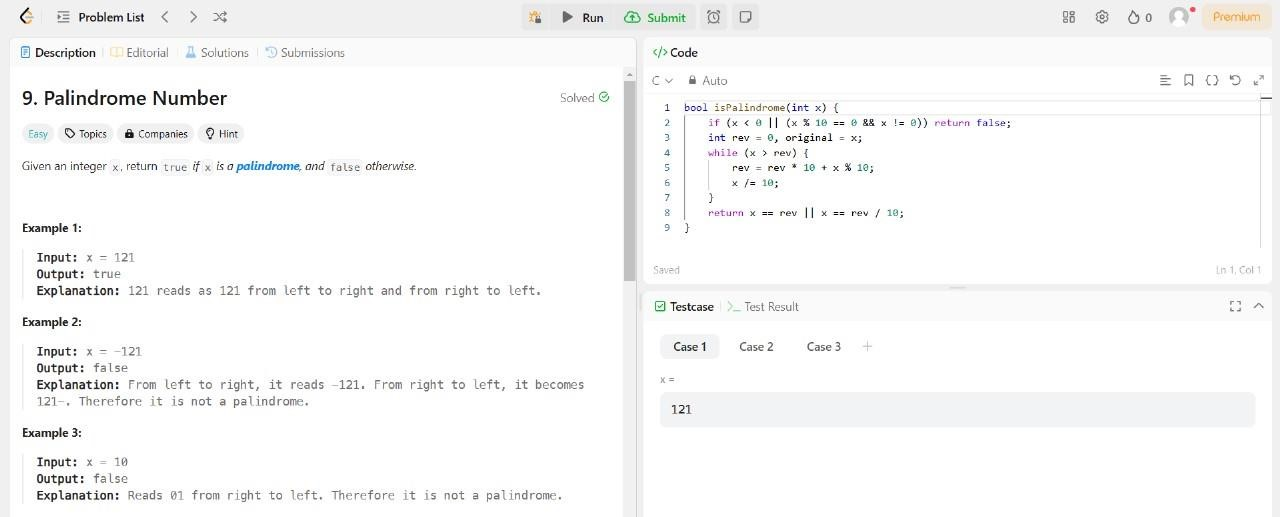 Problem List
Run
Submit
0
Premium
Description
Editorial
Solutions
Submissions
9. Palindrome Number
Solved
Easy
Topics
Companies
Hint
Given an integer x, return true if x is a palindrome, and false otherwise.
Example 1:
Input: x = 121
Output: true
Explanation: 121 reads as 121 from left to right and from right to left.
Example 2:
Input: x = -121
Output: false
Explanation: From left to right, it reads -121. From right to left, it becomes
121-. Therefore it is not a palindrome.
Example 3:
Input: x = 10
Output: false
Explanation: Reads 01 from right to left. Therefore it is not a palindrome.
</> Code
C
Auto
1 bool isPalindrome(int x) {
2 if (x < 0 || (x % 10 == 0 && x != 0)) return false;
3 int rev = 0, original = x;
4 while (x > rev) {
5 rev = rev * 10 + x % 10;
6 x /= 10;
7 }
8 return x == rev || x == rev / 10;
9 }
Saved
Ln 1, Col 1
Testcase
>_ Test Result
Case 1
Case 2
Case 3
+
x =
121